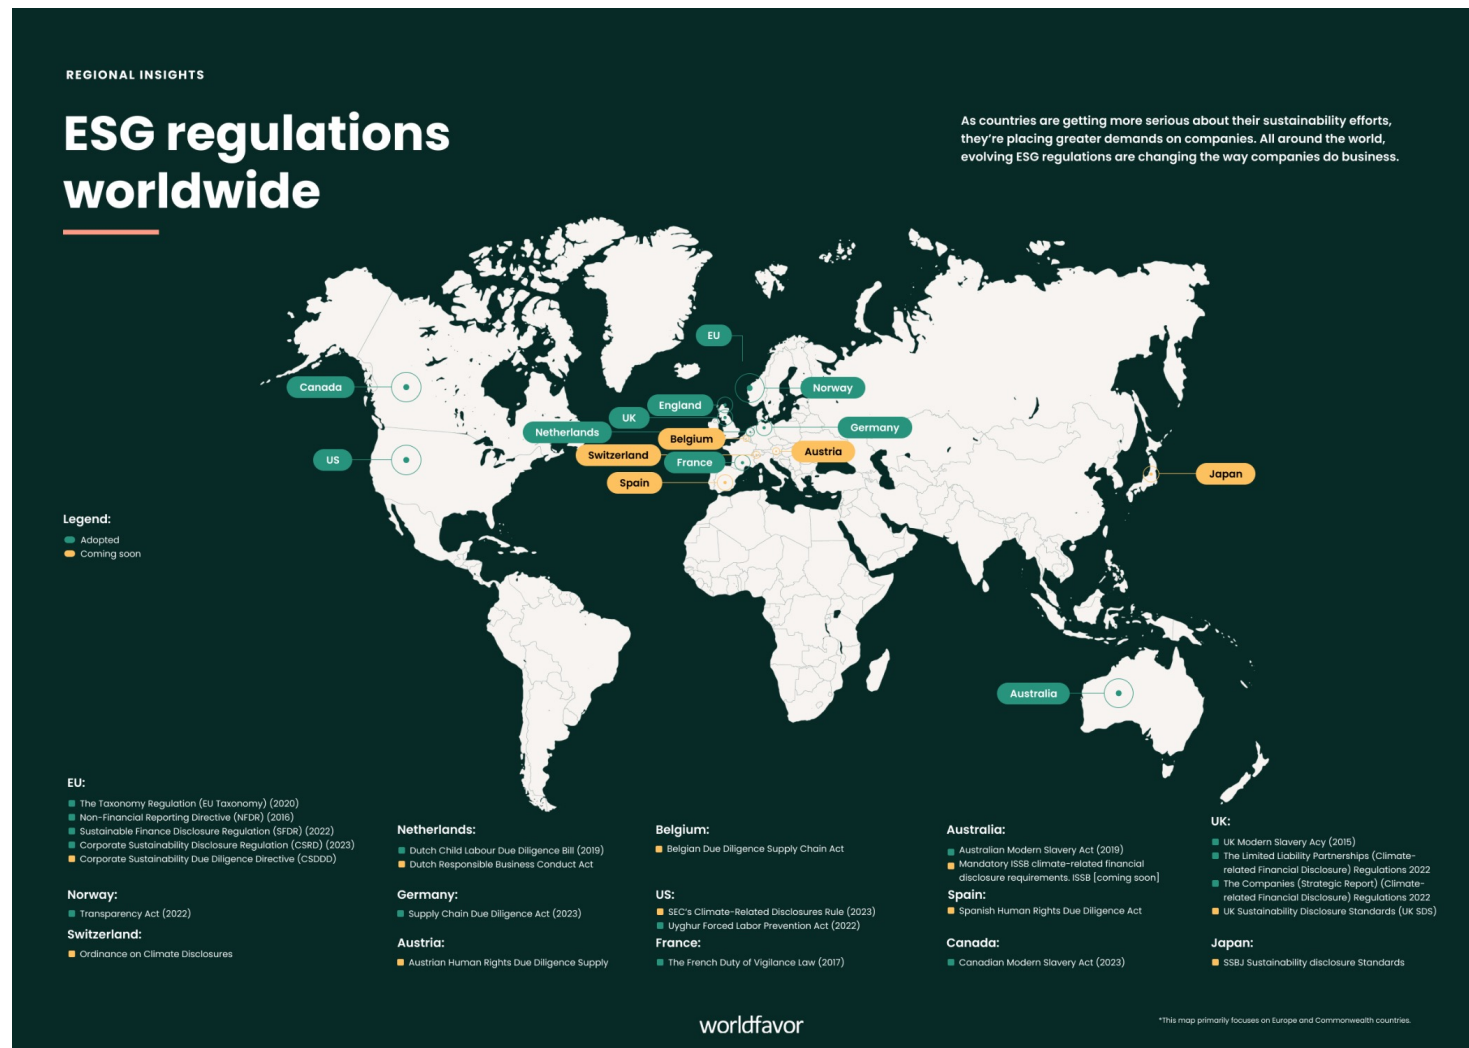 REGIONAL INSIGHTS
ESG regulations
worldwide
As countries are getting more serious about their sustainability efforts,
they're placing greater demands on companies. All around the world,
evolving ESG regulations are changing the way companies do business.
EU
Canada
Norway
England
UK
Netherlands
Germany
Belgium
Switzerland
Austria
France
US
Spain
Japan
Australia
Legend:
Adopted
Coming soon
EU:
The Taxonomy Regulation (EU Taxonomy) (2020)
Non-Financial Reporting Directive (NFDR) (2016)
Sustainable Finance Disclosure Regulation (SFDR) (2022)
Corporate Sustainability Disclosure Regulation (CSRD) (2023)
Corporate Sustainability Due Diligence Directive (CSDDD)
Norway:
Transparency Act (2022)
Switzerland:
Ordinance on Climate Disclosures
Netherlands:
Dutch Child Labour Due Diligence Bill (2019)
Dutch Responsible Business Conduct Act
Germany:
Supply Chain Due Diligence Act (2023)
Austria:
Austrian Human Rights Due Diligence Supply
Belgium:
Belgian Due Diligence Supply Chain Act
US:
SEC's Climate-Related Disclosures Rule (2023)
Uyghur Forced Labor Prevention Act (2022)
France:
The French Duty of Vigilance Law (2017)
Australia:
Australian Modern Slavery Act (2019)
Mandatory ISSB climate-related financial
disclosure requirements. ISSB [coming soon]
Spain:
Spanish Human Rights Due Diligence Act
Canada:
Canadian Modern Slavery Act (2023)
UK:
UK Modern Slavery Acy (2015)
The Limited Liability Partnerships (Climate-
related Financial Disclosure) Regulations 2022
The Companies (Strategic Report) (Climate-
related Financial Disclosure) Regulations 2022
UK Sustainability Disclosure Standards (UK SDS)
Japan:
SSBJ Sustainability disclosure Standards
worldfavor
*This map primarily focuses on Europe and Commonwealth countries.